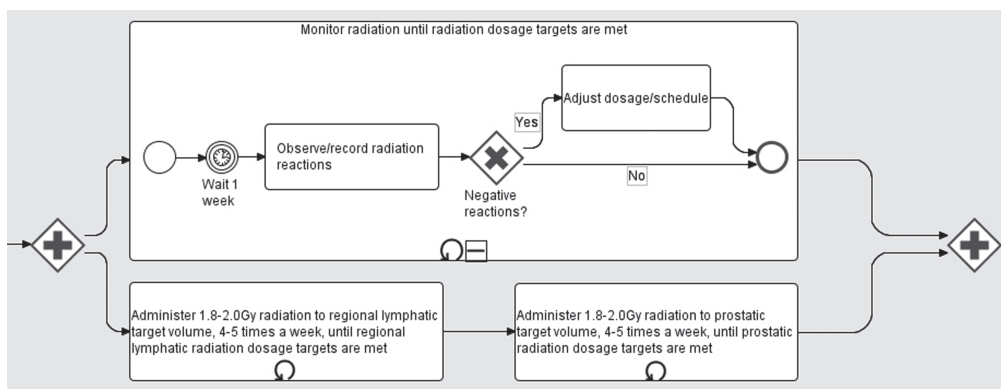 Monitor radiation until radiation dosage targets are met
Adjust dosage/schedule
Yes
Observe/record radiation
reactions
Wait 1
week
Negative
reactions?
No
Administer 1.8-2.0Gy radiation to regional lymphatic
target volume, 4-5 times a week, until regional
lymphatic radiation dosage targets are met
Administer 1.8-2.0Gy radiation to prostatic
target volume, 4-5 times a week, until prostatic
radiation dosage targets are met